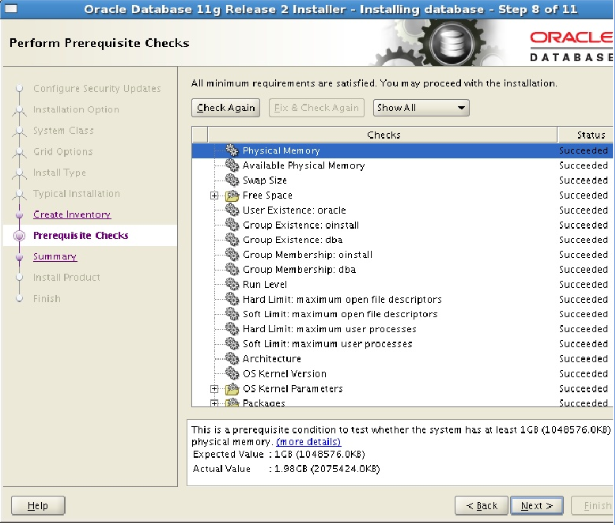 Oracle Database 11g Release 2 Installer - Installing database - Step 8 of 11
Perform Prerequisite Checks
ORACLE
DATABASE
Configure Security Updates
Installation Option
System Class
Grid Options
Install Type
Typical Installation
Create Inventory
Prerequisite Checks
Summary
Install Product
Finish
All minimum requirements are satisfied. You may proceed with the installation.
Check Again Fix & Check Again Show All
Checks Status
Physical Memory Succeeded
Available Physical Memory Succeeded
Swap Size Succeeded
Free Space Succeeded
User Existence: oracle Succeeded
Group Existence: oinstall Succeeded
Group Existence: dba Succeeded
Group Membership: oinstall Succeeded
Group Membership: dba Succeeded
Run Level Succeeded
Hard Limit: maximum open file descriptors Succeeded
Soft Limit: maximum open file descriptors Succeeded
Hard Limit: maximum user processes Succeeded
Soft Limit: maximum user processes Succeeded
Architecture Succeeded
OS Kernel Version Succeeded
OS Kernel Parameters Succeeded
Packages Succeeded
This is a prerequisite condition to test whether the system has at least 1GB (1048576.0KB)
physical memory. (more details)
Expected Value : 1GB (1048576.0KB)
Actual Value : 1.98GB (2075424.0KB)
Help < Back Next > Finish